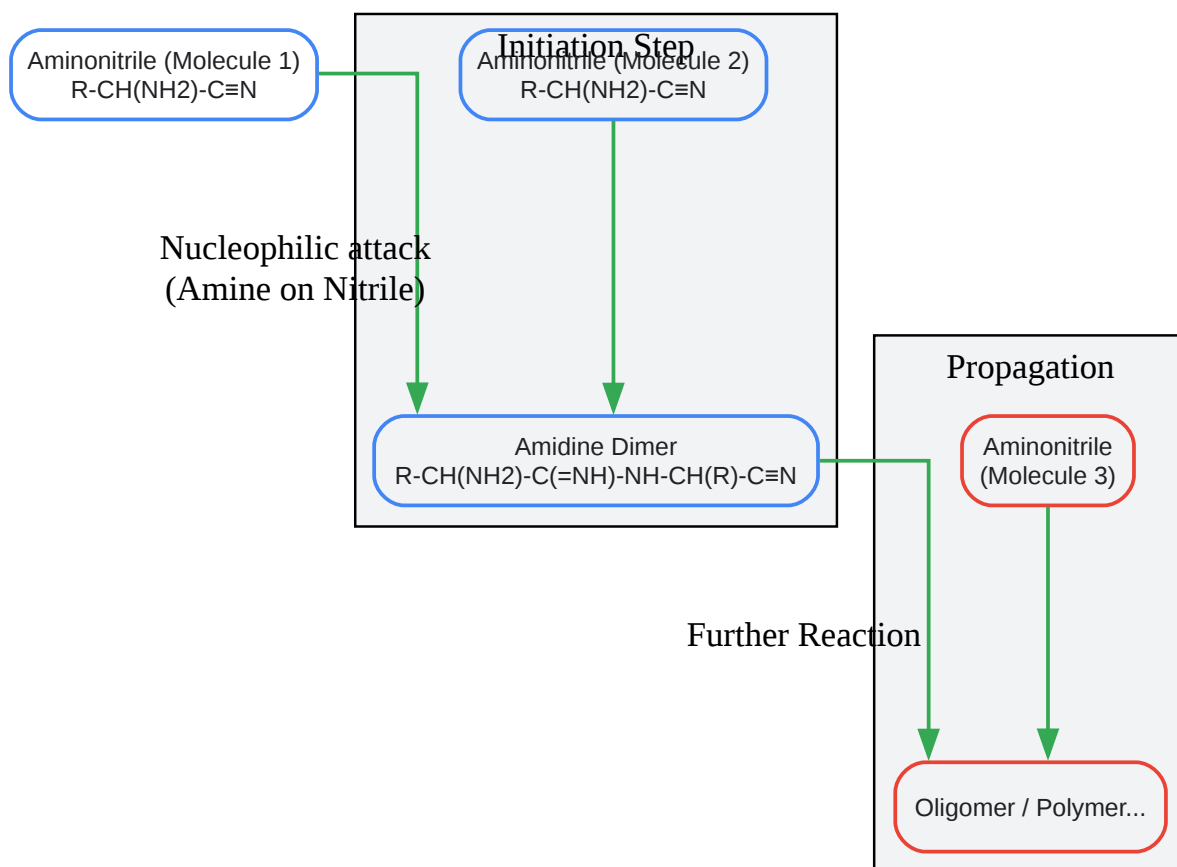 Initiation Step
Aminonitrile (Molecule 1)
R-CH(NH2)-C≡N
Aminonitrile (Molecule 2)
R-CH(NH2)-C≡N
Nucleophilic attack
(Amine on Nitrile)
Amidine Dimer
R-CH(NH2)-C(=NH)-NH-CH(R)-C≡N
Propagation
Aminonitrile
(Molecule 3)
Further Reaction
Oligomer / Polymer...